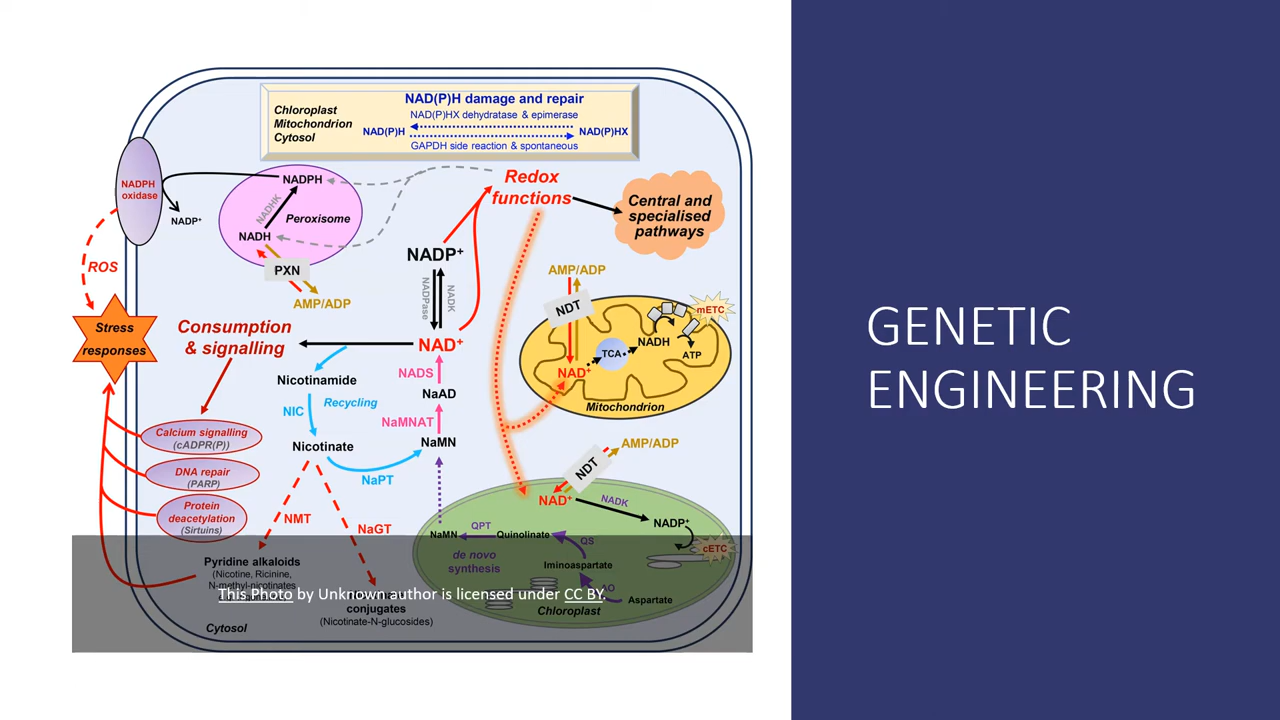 NAD(P)H damage and repair
Chloroplast
Mitochondrion
Cytosol
NAD(P)HX dehydratase & epimerase
NAD(P)H
NAD(P)HX
GAPDH side reaction & spontaneous
NADPH
oxidase
NADP⁺
NADPH
NADHK
NADH
Peroxisome
PXN
AMP/ADP
Redox
functions
Central and
specialised
pathways
ROS
Stress
responses
NADP⁺
NADPase
NADK
NAD⁺
Consumption
& signalling
AMP/ADP
NDT
NAD⁺
TCA
NADH
mETC
ATP
Mitochondrion
Nicotinamide
NIC
Recycling
Nicotinate
NADS
NaAD
NaMNAT
NaMN
NaPT
Calcium signalling
(cADPR(P))
DNA repair
(PARP)
Protein
deacetylation
(Sirtuins)
NMT
NaGT
AMP/ADP
NDT
NAD⁺
NADK
NADP⁺
cETC
NaMN
QPT
Quinolinate
QS
de novo
synthesis
Iminoaspartate
AO
Aspartate
Chloroplast
Pyridine alkaloids
(Nicotine, Ricinine,
N-methyl-nicotinates
conjugates
(Nicotinate-N-glucosides)
Cytosol
This Photo by Unknown author is licensed under CC BY.
GENETIC
ENGINEERING